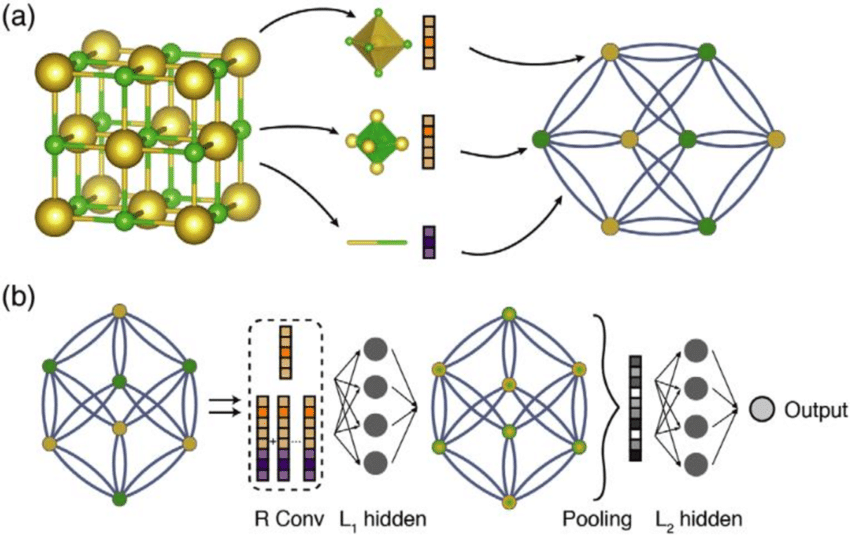 (a)
(b)
+
...
Output
R Conv
L1 hidden
Pooling
L2 hidden